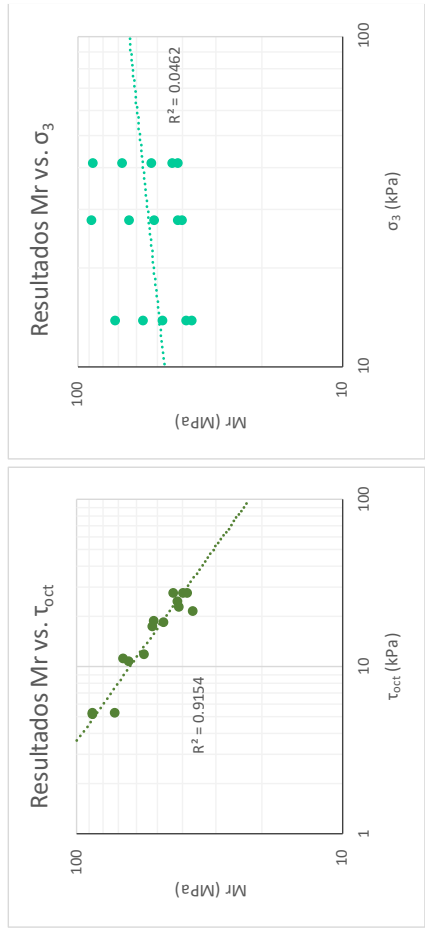 Resultados Mr vs. τoct
100
10
Mr (MPa)
1
10
100
τoct (kPa)
R² = 0.9154
Resultados Mr vs. σ3
100
10
Mr (MPa)
10
100
σ3 (kPa)
R² = 0.0462